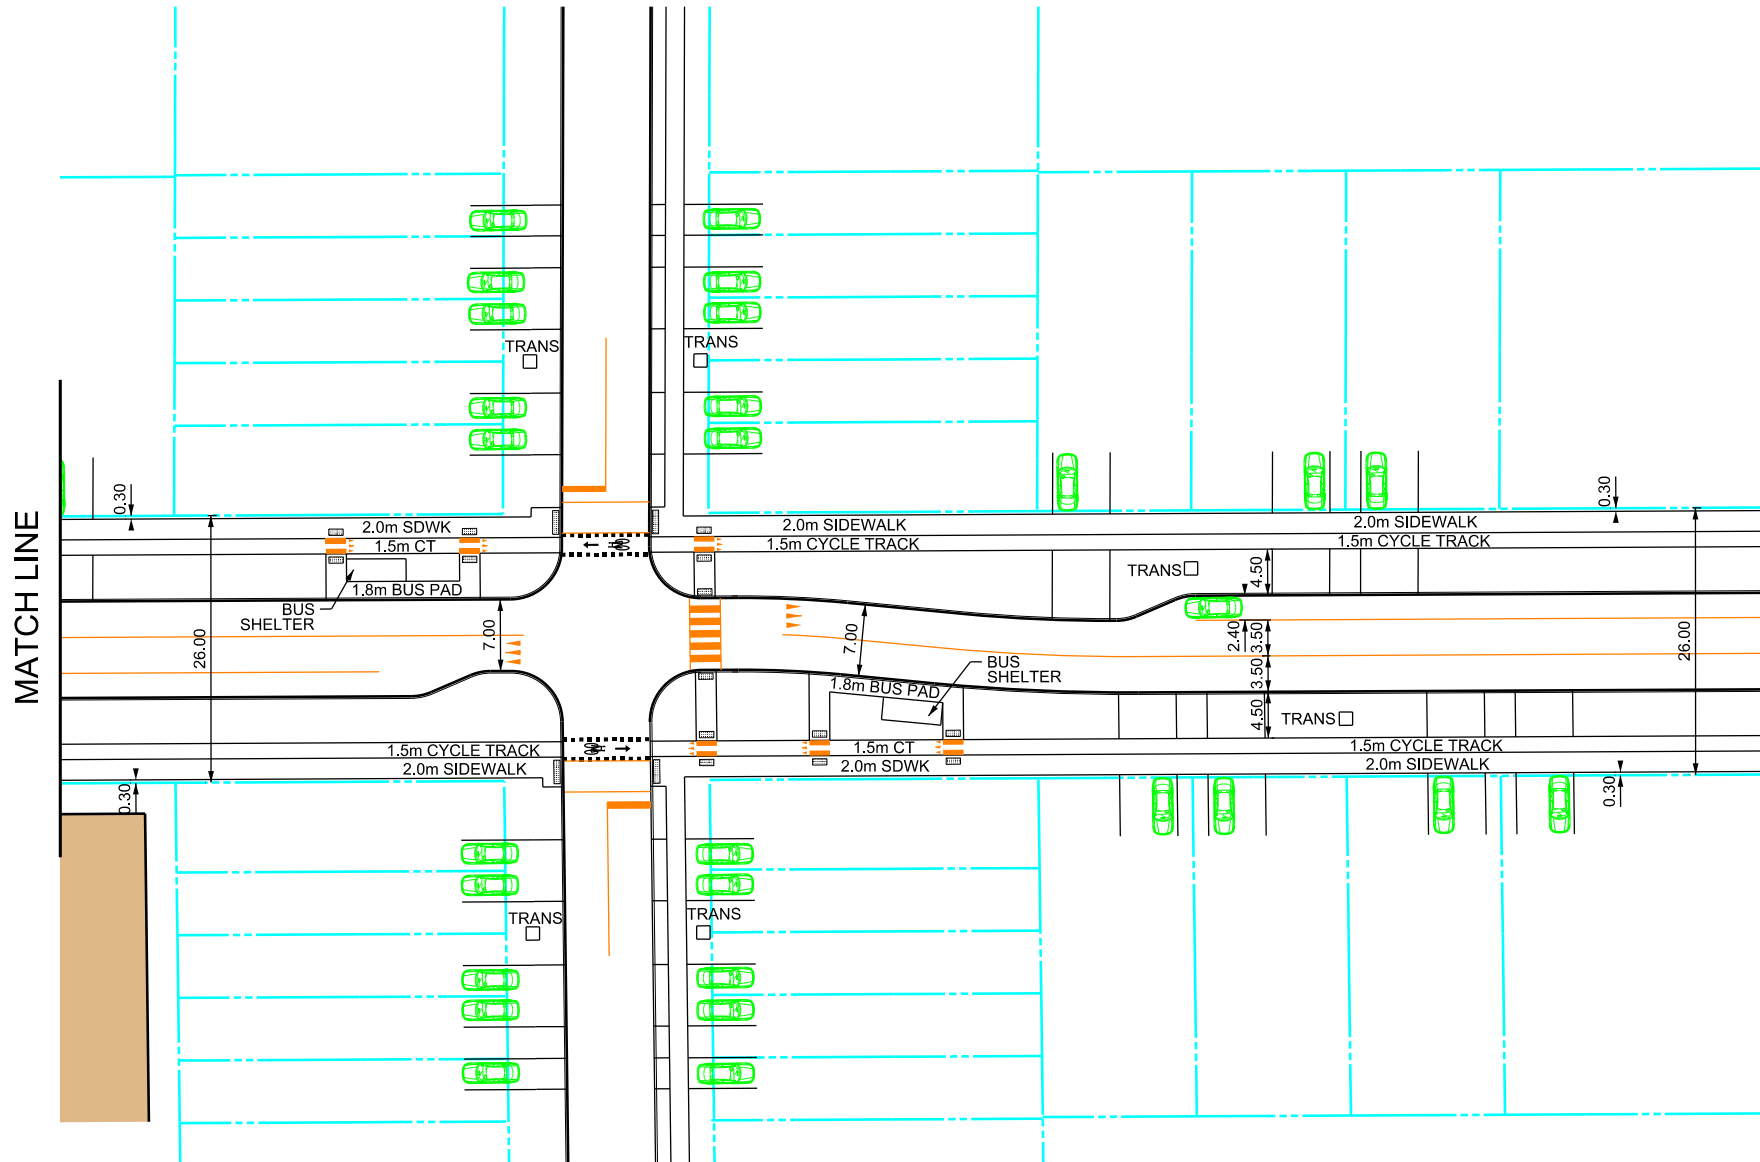 TRANS
TRANS
MATCH LINE
0.30
2.0m SDWK
1.5m CT
1.8m BUS PAD
BUS
SHELTER
26.00
7.00
2.0m SIDEWALK
1.5m CYCLE TRACK
2.0m SIDEWALK
1.5m CYCLE TRACK
0.30
TRANS
4.50
7.00
2.40
3.50
3.50
4.50
26.00
BUS
SHELTER
1.8m BUS PAD
TRANS
1.5m CYCLE TRACK
2.0m SIDEWALK
1.5m CT
2.0m SDWK
1.5m CYCLE TRACK
2.0m SIDEWALK
0.30
0.30
TRANS
TRANS